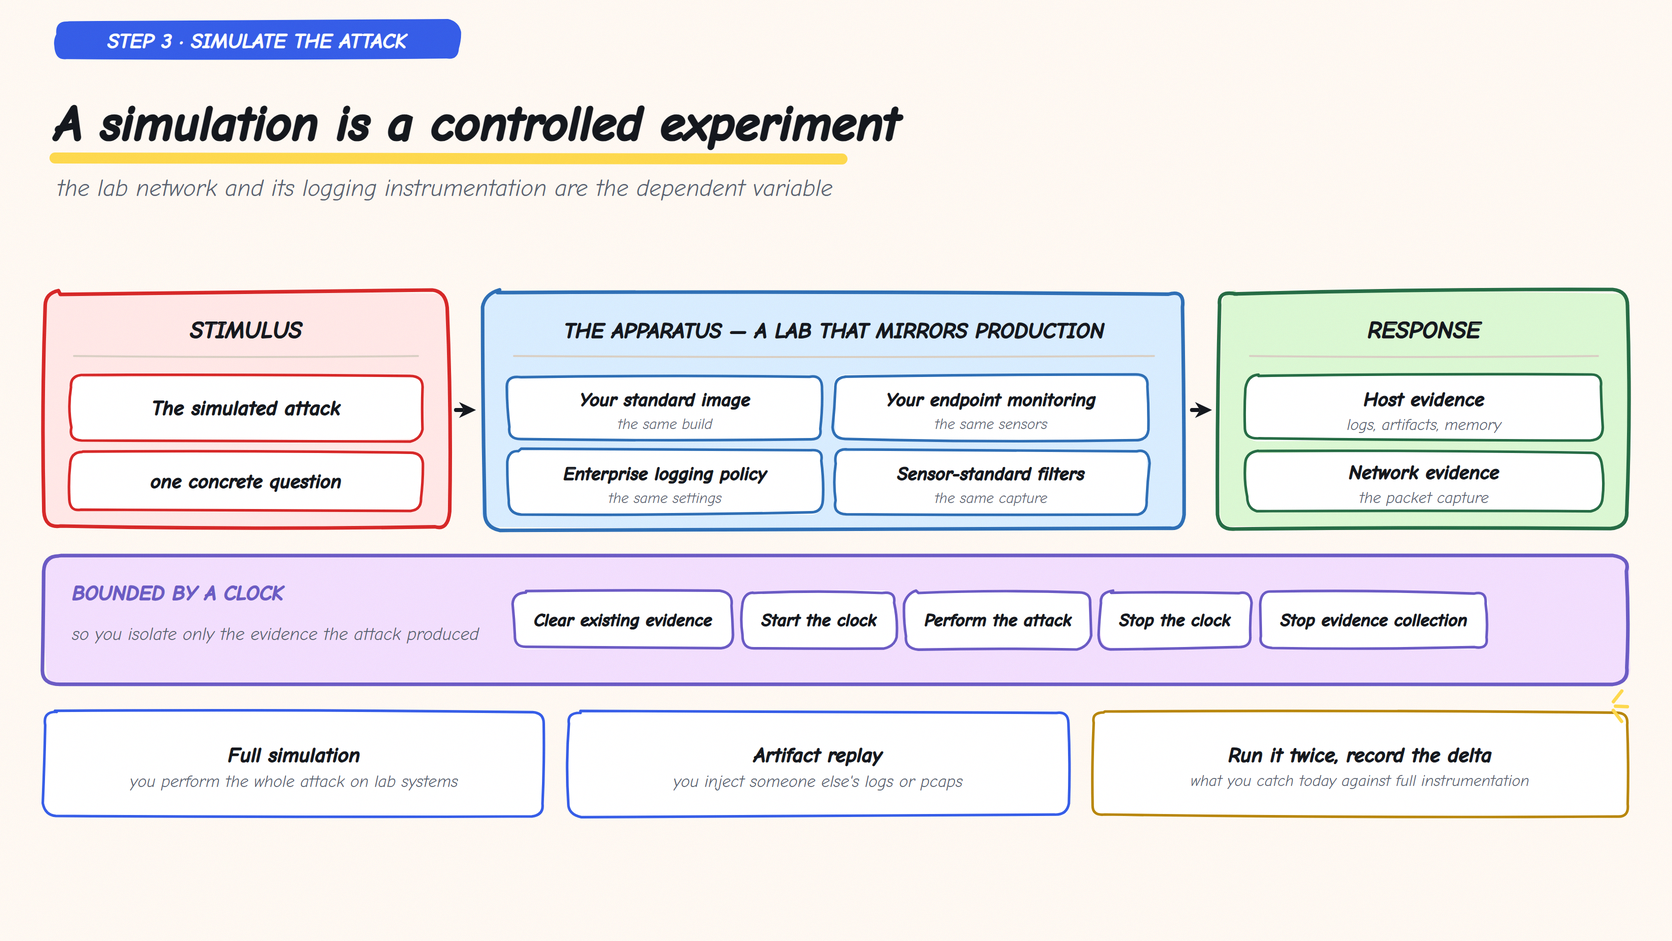 STEP 3 · SIMULATE THE ATTACK
A simulation is a controlled experiment
the lab network and its logging instrumentation are the dependent variable
STIMULUS
The simulated attack
one concrete question
THE APPARATUS — A LAB THAT MIRRORS PRODUCTION
Your standard image
the same build
Your endpoint monitoring
the same sensors
Enterprise logging policy
the same settings
Sensor-standard filters
the same capture
RESPONSE
Host evidence
logs, artifacts, memory
Network evidence
the packet capture
BOUNDED BY A CLOCK
so you isolate only the evidence the attack produced
Clear existing evidence
Start the clock
Perform the attack
Stop the clock
Stop evidence collection
Full simulation
you perform the whole attack on lab systems
Artifact replay
you inject someone else's logs or pcaps
Run it twice, record the delta
what you catch today against full instrumentation